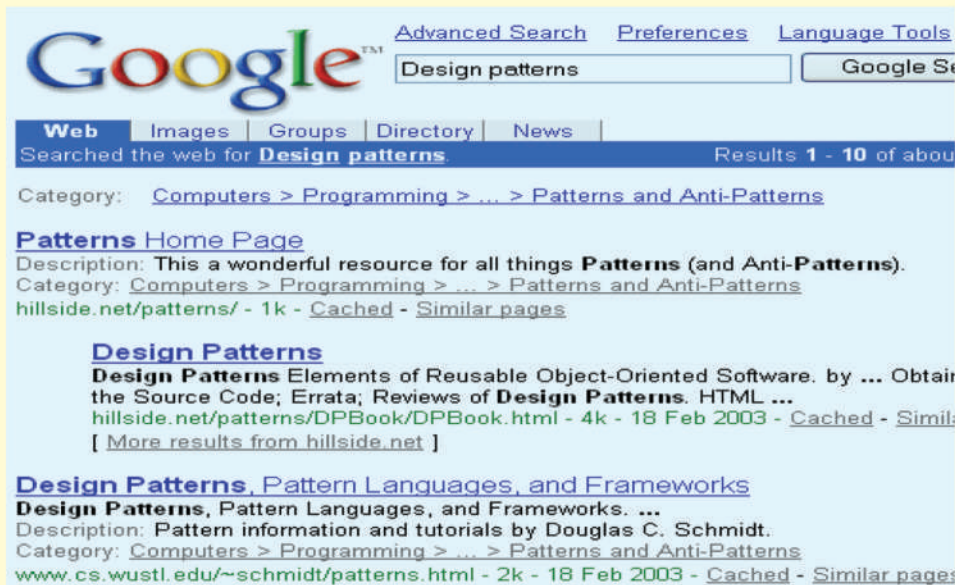 Google™
Advanced Search Preferences Language Tools
Design patterns Google Se
Web Images Groups Directory News
Searched the web for Design patterns. Results 1 - 10 of abou
Category: Computers > Programming > ... > Patterns and Anti-Patterns
Patterns Home Page
Description: This a wonderful resource for all things Patterns (and Anti-Patterns).
Category: Computers > Programming > ... > Patterns and Anti-Patterns
hillside.net/patterns/ - 1k - Cached - Similar pages
Design Patterns
Design Patterns Elements of Reusable Object-Oriented Software. by ... Obtain
the Source Code; Errata; Reviews of Design Patterns. HTML ...
hillside.net/patterns/DPBook/DPBook.html - 4k - 18 Feb 2003 - Cached - Simila
[ More results from hillside.net ]
Design Patterns, Pattern Languages, and Frameworks
Design Patterns, Pattern Languages, and Frameworks. ...
Description: Pattern information and tutorials by Douglas C. Schmidt.
Category: Computers > Programming > ... > Patterns and Anti-Patterns
www.cs.wustl.edu/~schmidt/patterns.html - 2k - 18 Feb 2003 - Cached - Similar pages